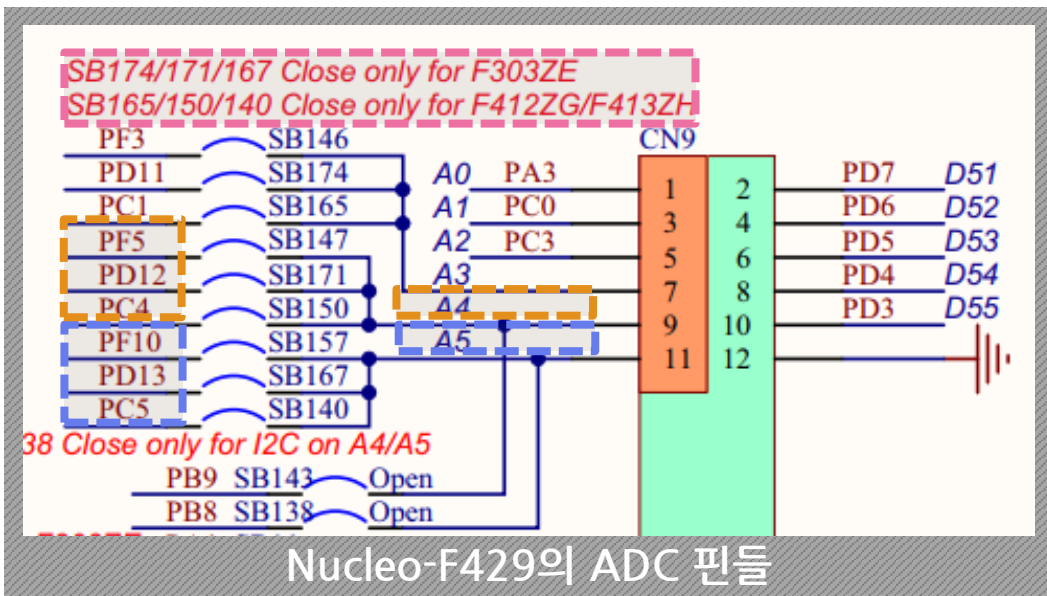 SB174/171/167 Close only for F303ZE
SB165/150/140 Close only for F412ZG/F413ZH
PF3 SB146 CN9
PD11 SB174 A0 PA3 1 2 PD7 D51
PC1 SB165 A1 PC0 3 4 PD6 D52
PF5 SB147 A2 PC3 5 6 PD5 D53
PD12 SB171 A3 7 8 PD4 D54
PC4 SB150 A4 9 10 PD3 D55
PF10 SB157 A5 11 12
PD13 SB167
PC5 SB140
38 Close only for I2C on A4/A5
PB9 SB143 Open
PB8 SB138 Open
Nucleo-F429의 ADC 핀들